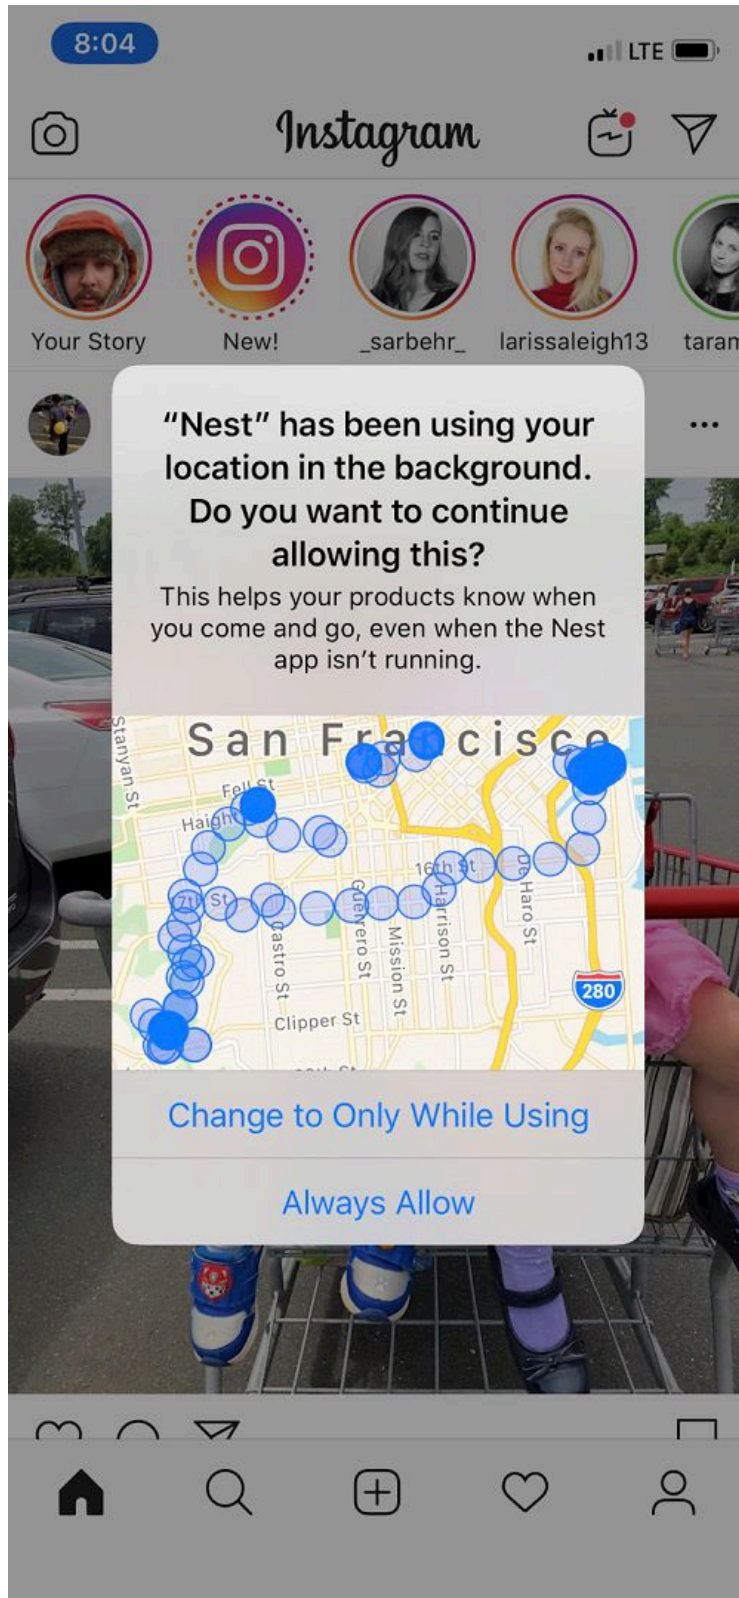 8:04
LTE
Instagram
Your Story
New!
_sarbehr_
larissaleigh13
taram
“Nest” has been using your
location in the background.
Do you want to continue
allowing this?
This helps your products know when
you come and go, even when the Nest
app isn’t running.
San Francisco
Stanyan St
Fell St
Haight
17th St
16th St
Castro St
Guerrero St
Mission St
Harrison St
De Haro St
280
Clipper St
Change to Only While Using
Always Allow